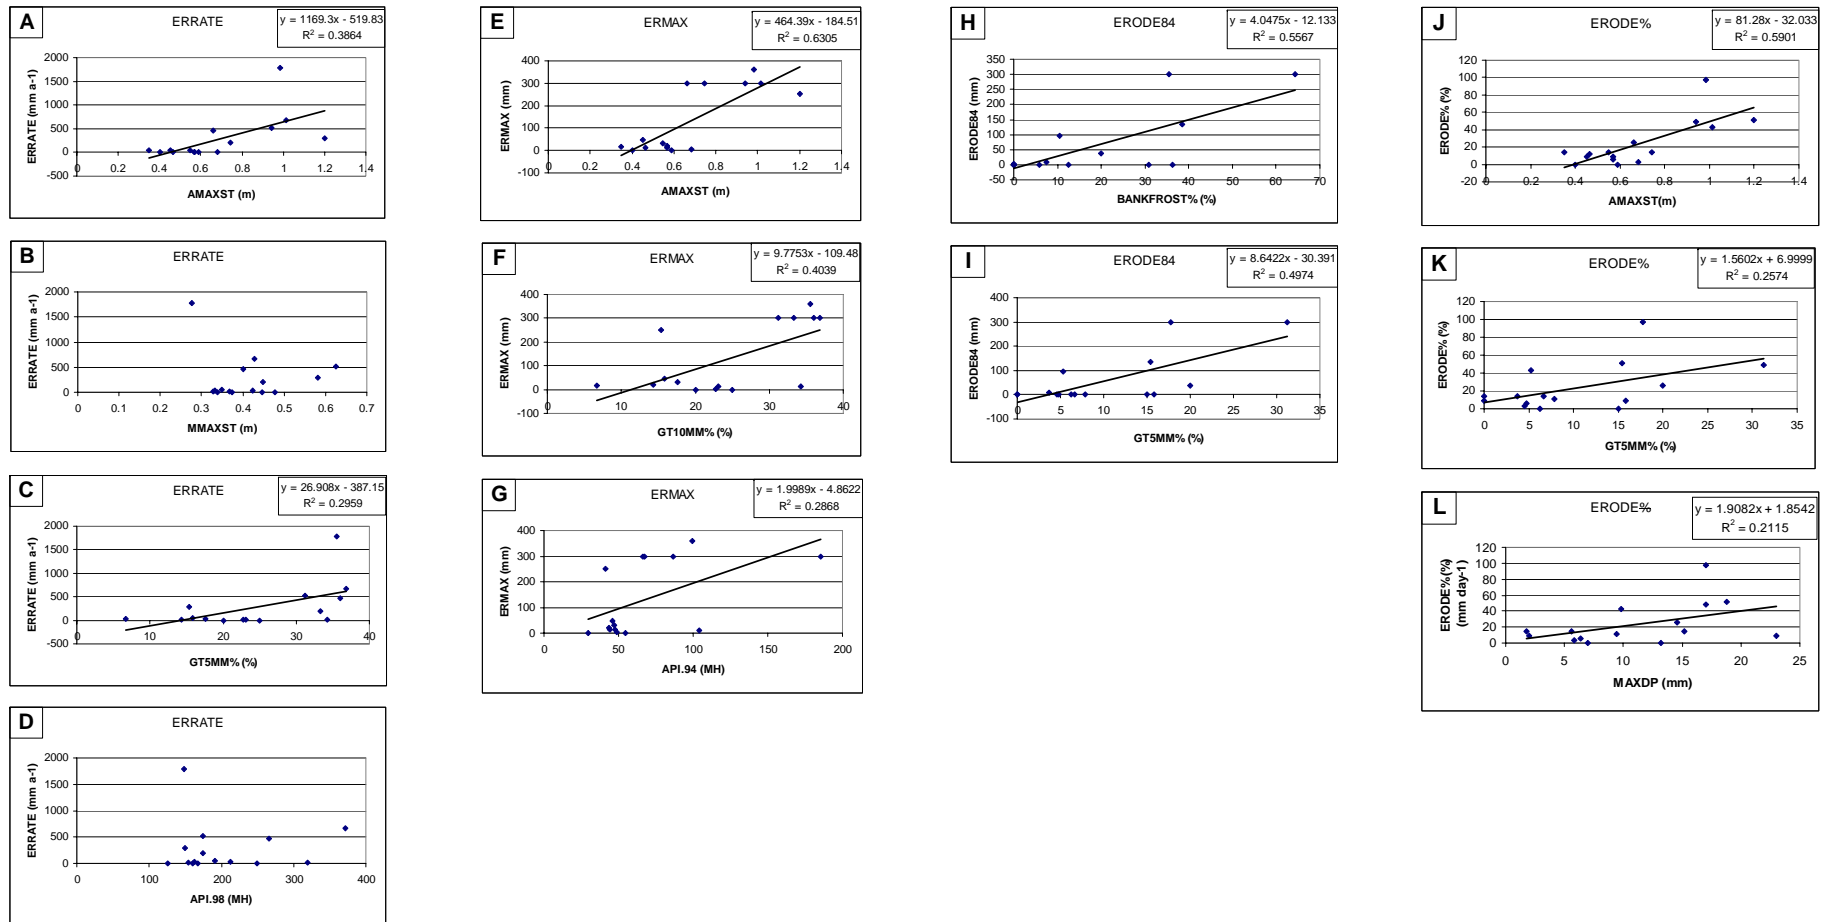 A
ERRATE
y = 1169.3x - 519.83
R² = 0.3864
ERRATE (mm a-1)
2000
1500
1000
500
0
-500
0 0.2 0.4 0.6 0.8 1 1.2 1.4
AMAXST (m)
B
ERRATE
ERRATE (mm a-1)
2000
1500
1000
500
0
0 0.1 0.2 0.3 0.4 0.5 0.6 0.7
MMAXST (m)
C
ERRATE
y = 26.908x - 387.15
R² = 0.2959
ERRATE (mm a-1)
2000
1500
1000
500
0
-500
0 10 20 30 40
GT5MM% (%)
D
ERRATE
ERRATE (mm a-1)
2000
1500
1000
500
0
0 100 200 300 400
API.98 (MH)
E
ERMAX
y = 464.39x - 184.51
R² = 0.6305
ERMAX (mm)
400
300
200
100
0
-100
0 0.2 0.4 0.6 0.8 1 1.2 1.4
AMAXST (m)
F
ERMAX
y = 9.7753x - 109.48
R² = 0.4039
ERMAX (mm)
400
300
200
100
0
-100
0 10 20 30 40
GT10MM% (%)
G
ERMAX
y = 1.9989x - 4.8622
R² = 0.2868
ERMAX (mm)
400
300
200
100
0
0 50 100 150 200
API.94 (MH)
H
ERODE84
y = 4.0475x - 12.133
R² = 0.5567
ERODE84 (mm)
350
300
250
200
150
100
50
0
-50
0 10 20 30 40 50 60 70
BANKFROST% (%)
I
ERODE84
y = 8.6422x - 30.391
R² = 0.4974
ERODE84 (mm)
400
300
200
100
0
-100
0 5 10 15 20 25 30 35
GT5MM% (%)
J
ERODE%
y = 81.28x - 32.033
R² = 0.5901
ERODE% (%)
120
100
80
60
40
20
0
-20
0 0.2 0.4 0.6 0.8 1 1.2 1.4
AMAXST(m)
K
ERODE%
y = 1.5602x + 6.9999
R² = 0.2574
ERODE% (%)
120
100
80
60
40
20
0
0 5 10 15 20 25 30 35
GT5MM% (%)
L
ERODE%
y = 1.9082x + 1.8542
R² = 0.2115
ERODE%(%)
(mm day-1)
120
100
80
60
40
20
0
0 5 10 15 20 25
MAXDP (mm)